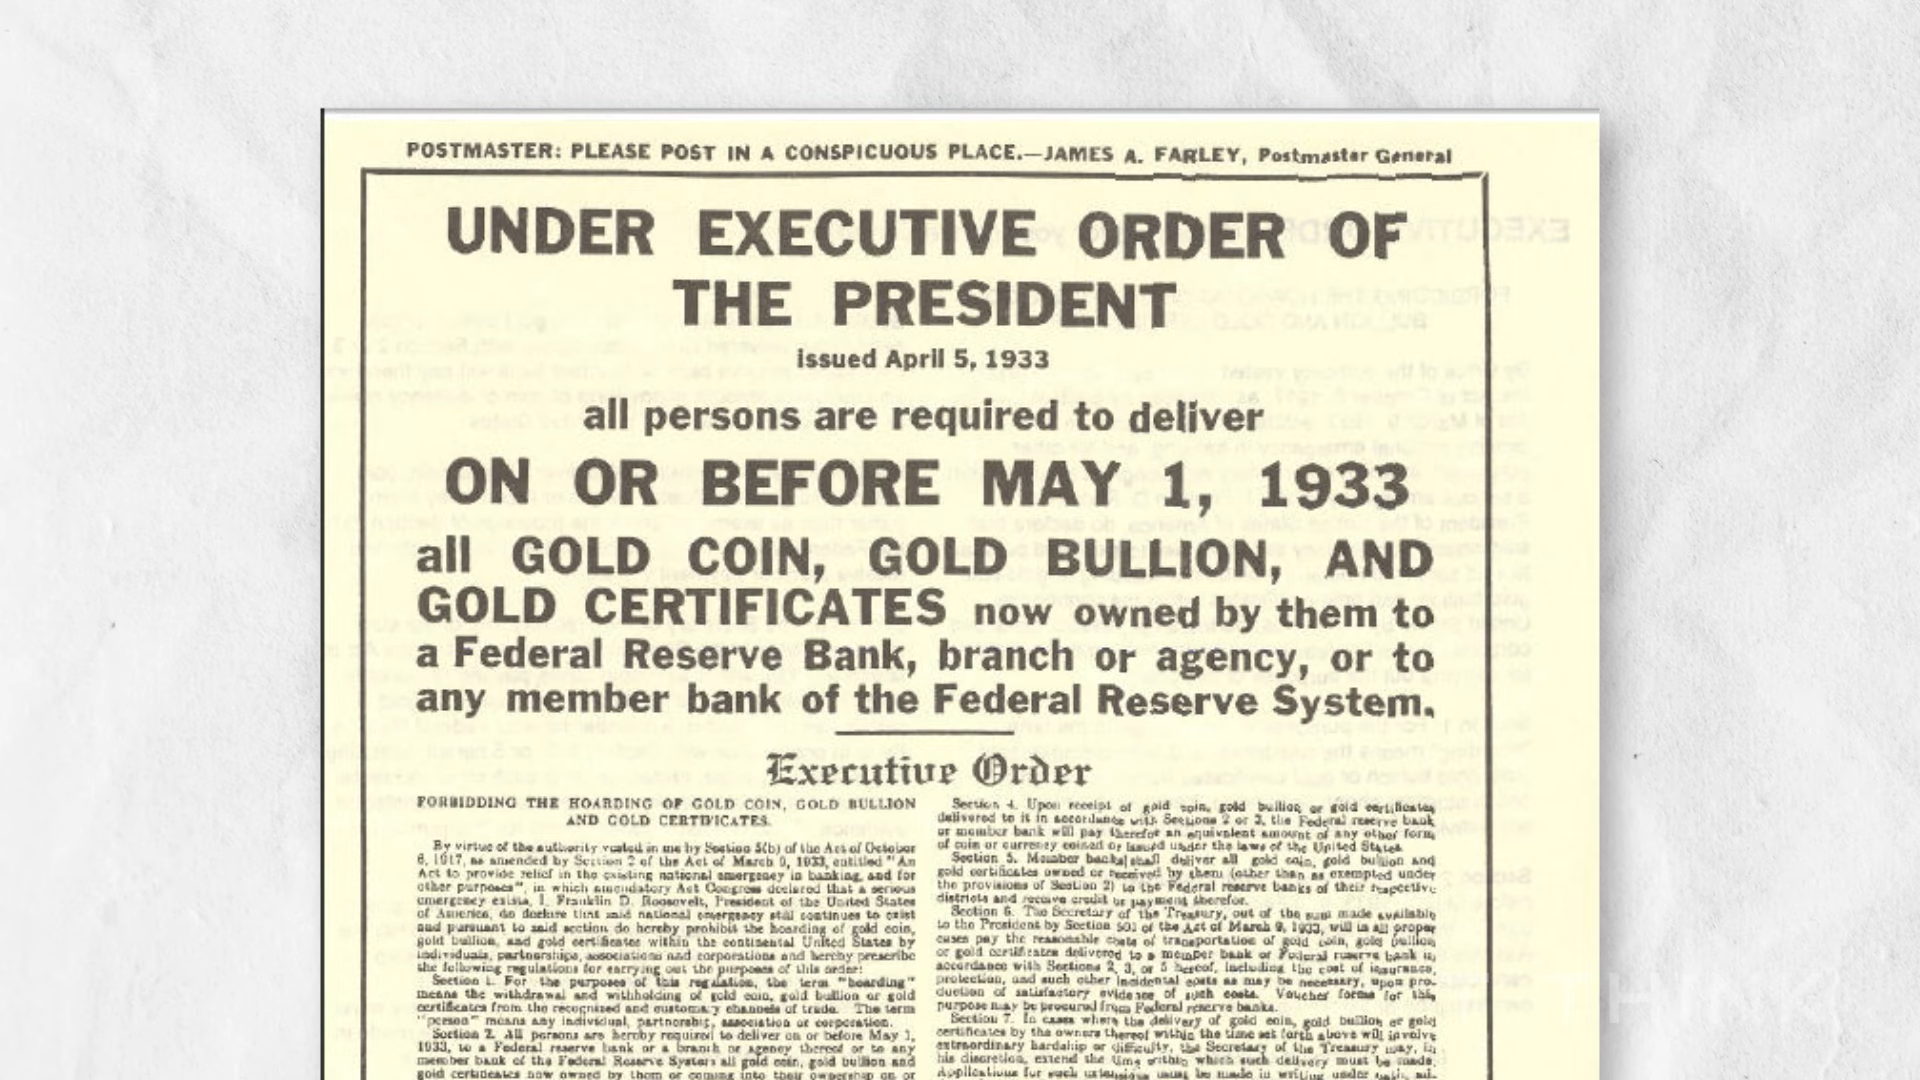 POSTMASTER: PLEASE POST IN A CONSPICUOUS PLACE.—JAMES A. FARLEY, Postmaster General
UNDER EXECUTIVE ORDER OF
THE PRESIDENT
issued April 5, 1933
all persons are required to deliver
ON OR BEFORE MAY 1, 1933
all GOLD COIN, GOLD BULLION, AND
GOLD CERTIFICATES now owned by them to
a Federal Reserve Bank, branch or agency, or to
any member bank of the Federal Reserve System.
Executive Order
FORBIDDING THE HOARDING OF GOLD COIN, GOLD BULLION
AND GOLD CERTIFICATES.
By virtue of the authority vested in me by Section 5(b) of the Act of October
6, 1917, as amended by Section 2 of the Act of March 9, 1933, entitled "An
Act to provide relief in the existing national emergency in banking, and for
other purposes", in which amendatory Act Congress declared that a serious
emergency exists, I, Franklin D. Roosevelt, President of the United States
of America, do declare that said national emergency still continues to exist
and pursuant to said section do hereby prohibit the hoarding of gold coin,
gold bullion, and gold certificates within the continental United States by
individuals, partnerships, associations and corporations and hereby prescribe
the following regulations for carrying out the purposes of this order:
Section 1. For the purposes of this regulation, the term "hoarding"
means the withdrawal and withholding of gold coin, gold bullion or gold
certificates from the recognized and customary channels of trade. The term
"person" means any individual, partnership, association or corporation.
Section 2. All persons are hereby required to deliver on or before May 1,
1933, to a Federal reserve bank or a branch or agency thereof or to any
member bank of the Federal Reserve System all gold coin, gold bullion and
gold certificates now owned by them or coming into their ownership on or
Section 4. Upon receipt of gold coin, gold bullion or gold certificates
delivered to it in accordance with Sections 2 or 3, the Federal reserve bank
or member bank will pay therefor an equivalent amount of any other form
of coin or currency coined or issued under the laws of the United States.
Section 5. Member banks shall deliver all gold coin, gold bullion and
gold certificates owned or received by them (other than as exempted under
the provisions of Section 2) to the Federal reserve banks of their respective
districts and receive credit or payment therefor.
Section 6. The Secretary of the Treasury, out of the sum made available
to the President by Section 501 of the Act of March 9, 1933, will in all proper
cases pay the reasonable costs of transportation of gold coin, gold bullion
or gold certificates delivered to a member bank or Federal reserve bank in
accordance with Sections 2, 3, or 5 hereof, including the cost of insurance,
protection, and such other incidental costs as may be necessary, upon pro-
duction of satisfactory evidence of such costs. Voucher forms for this
purpose may be procured from Federal reserve banks.
Section 7. In cases where the delivery of gold coin, gold bullion or gold
certificates by the owners thereof within the time set forth above will involve
extraordinary hardship or difficulty, the Secretary of the Treasury may, in
his discretion, extend the time within which such delivery must be made.
Applications for such extensions must be made in writing under